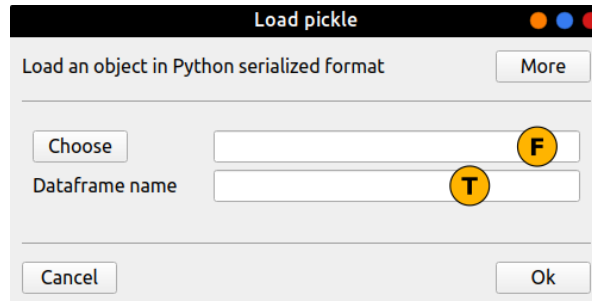 Load pickle
Load an object in Python serialized format More
Choose F
Dataframe name T
Cancel Ok